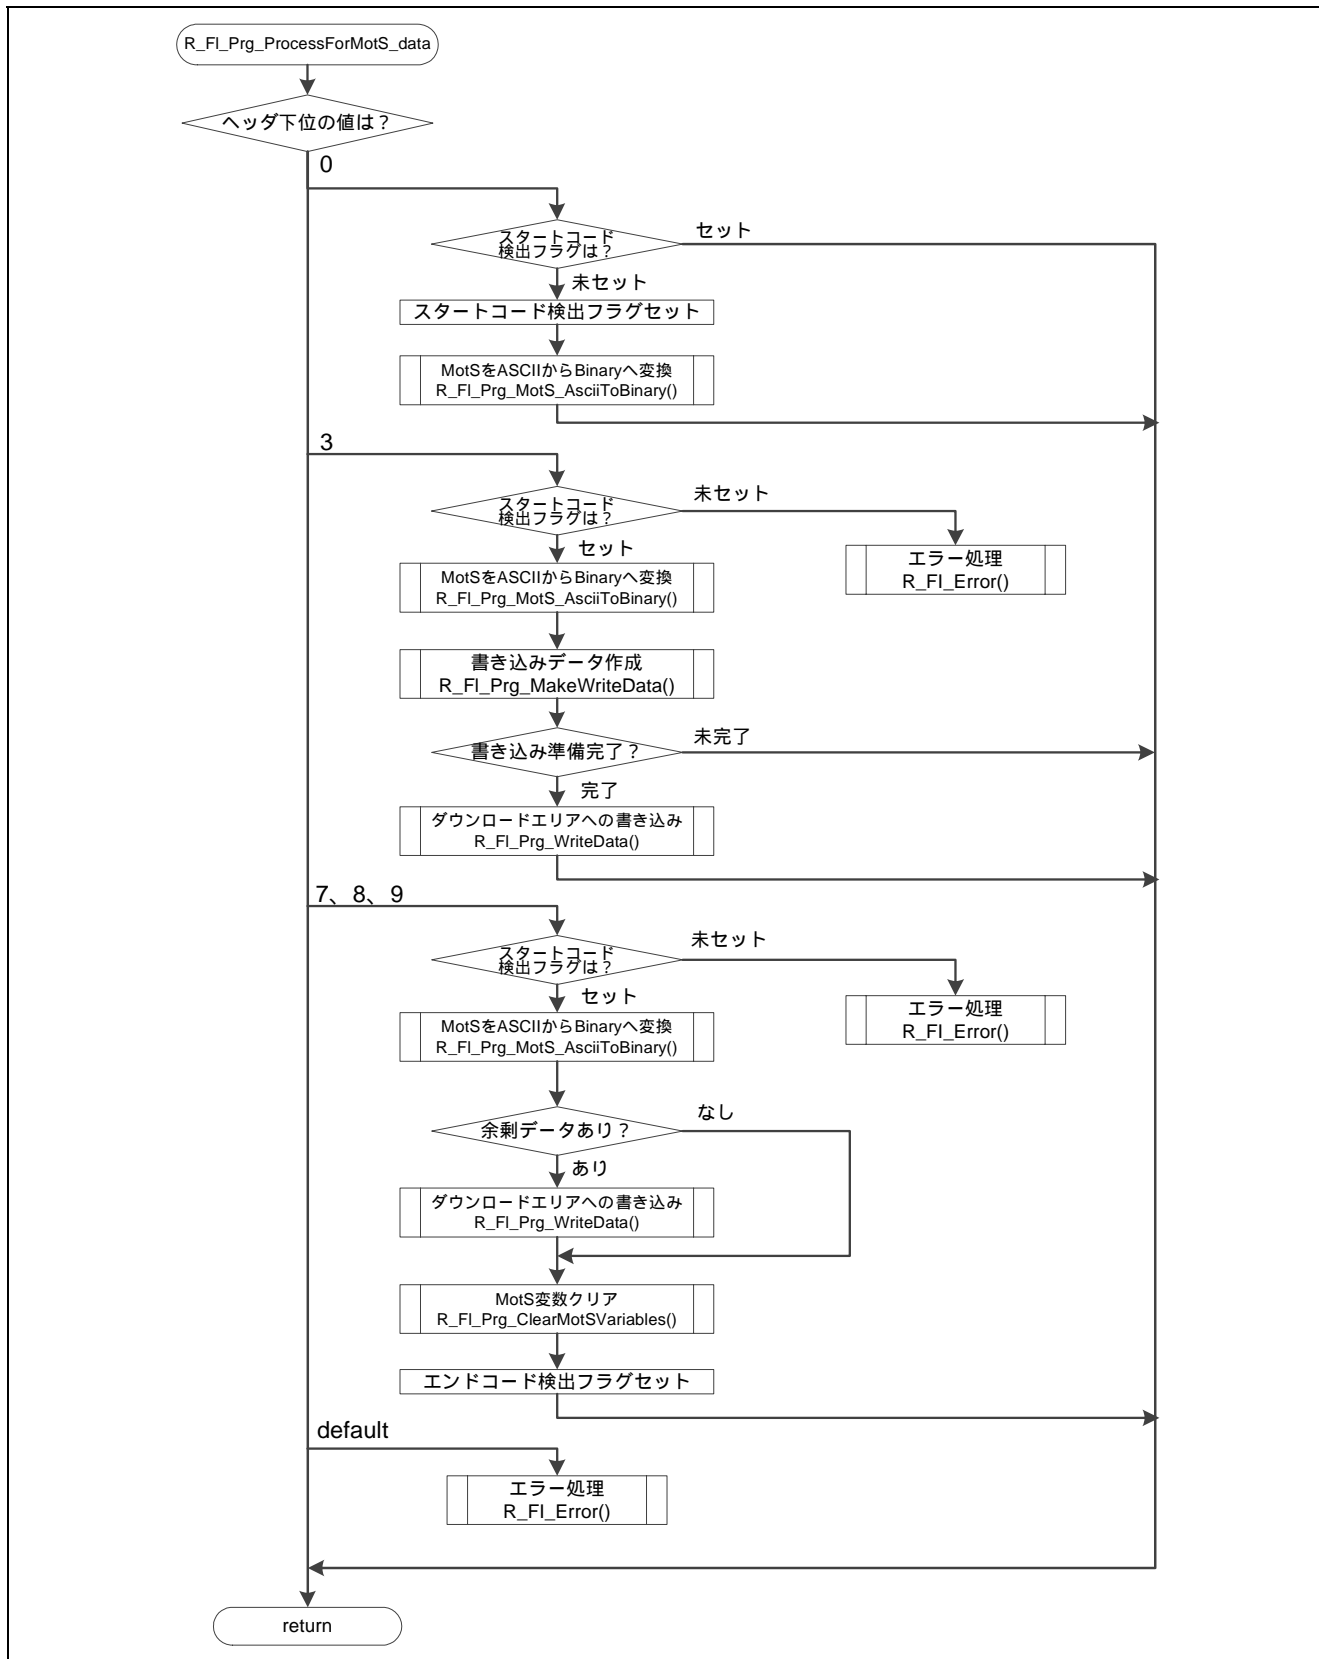 R_Fl_Prg_ProcessForMotS_data
ヘッダ下位の値は？
0
スタートコード
検出フラグは？
セット
未セット
スタートコード検出フラグセット
MotSをASCIIからBinaryへ変換
R_Fl_Prg_MotS_AsciiToBinary()
3
スタートコード
検出フラグは？
未セット
セット
エラー処理
R_Fl_Error()
MotSをASCIIからBinaryへ変換
R_Fl_Prg_MotS_AsciiToBinary()
書き込みデータ作成
R_Fl_Prg_MakeWriteData()
書き込み準備完了？
未完了
完了
ダウンロードエリアへの書き込み
R_Fl_Prg_WriteData()
7、8、9
スタートコード
検出フラグは？
未セット
セット
エラー処理
R_Fl_Error()
MotSをASCIIからBinaryへ変換
R_Fl_Prg_MotS_AsciiToBinary()
余剰データあり？
なし
あり
ダウンロードエリアへの書き込み
R_Fl_Prg_WriteData()
MotS変数クリア
R_Fl_Prg_ClearMotSVariables()
エンドコード検出フラグセット
default
エラー処理
R_Fl_Error()
return